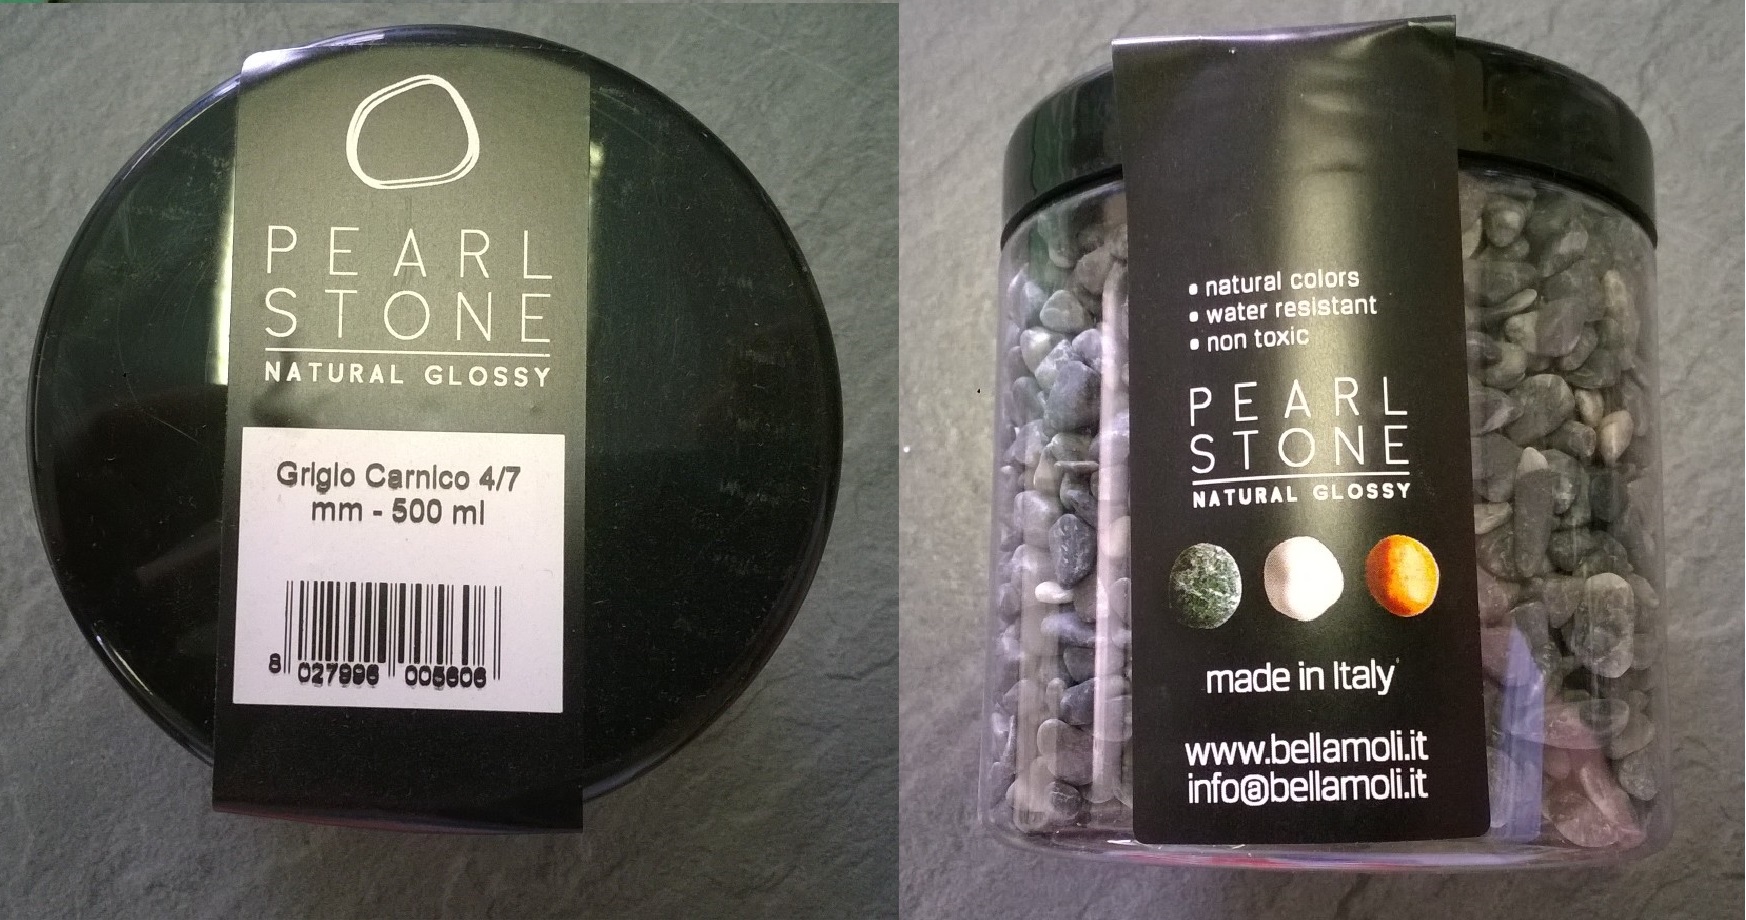 PEARL
STONE
NATURAL GLOSSY
Grigio Carnico 4/7
mm - 500 ml
8 027996 005606
• natural colors
• water resistant
• non toxic
PEARL
STONE
NATURAL GLOSSY
made in Italy
www.bellamoli.it
info@bellamoli.it